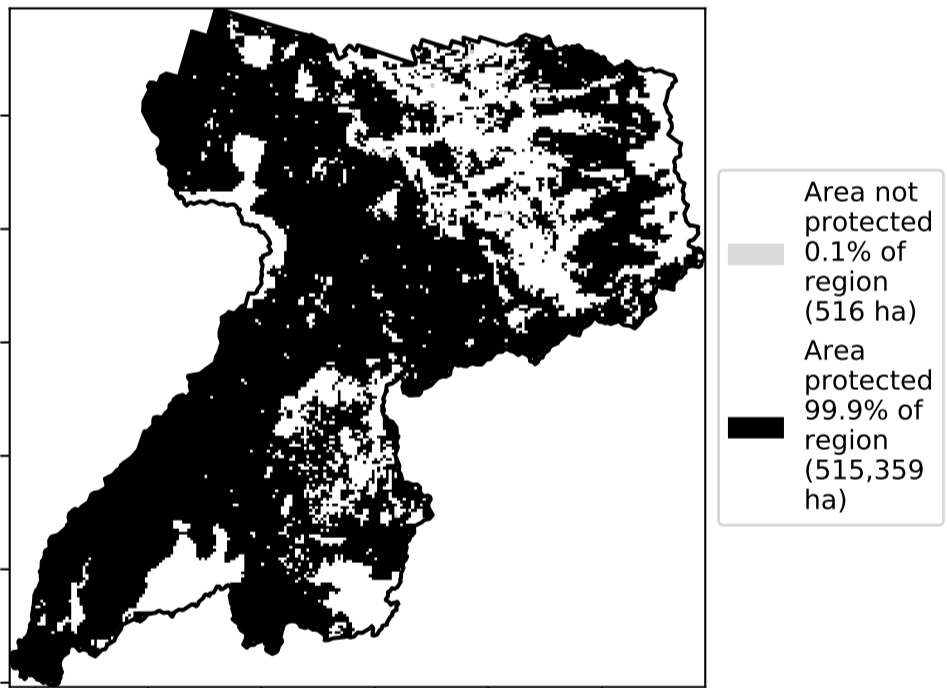 Area not
protected
0.1% of
region
(516 ha)
Area
protected
99.9% of
region
(515,359
ha)